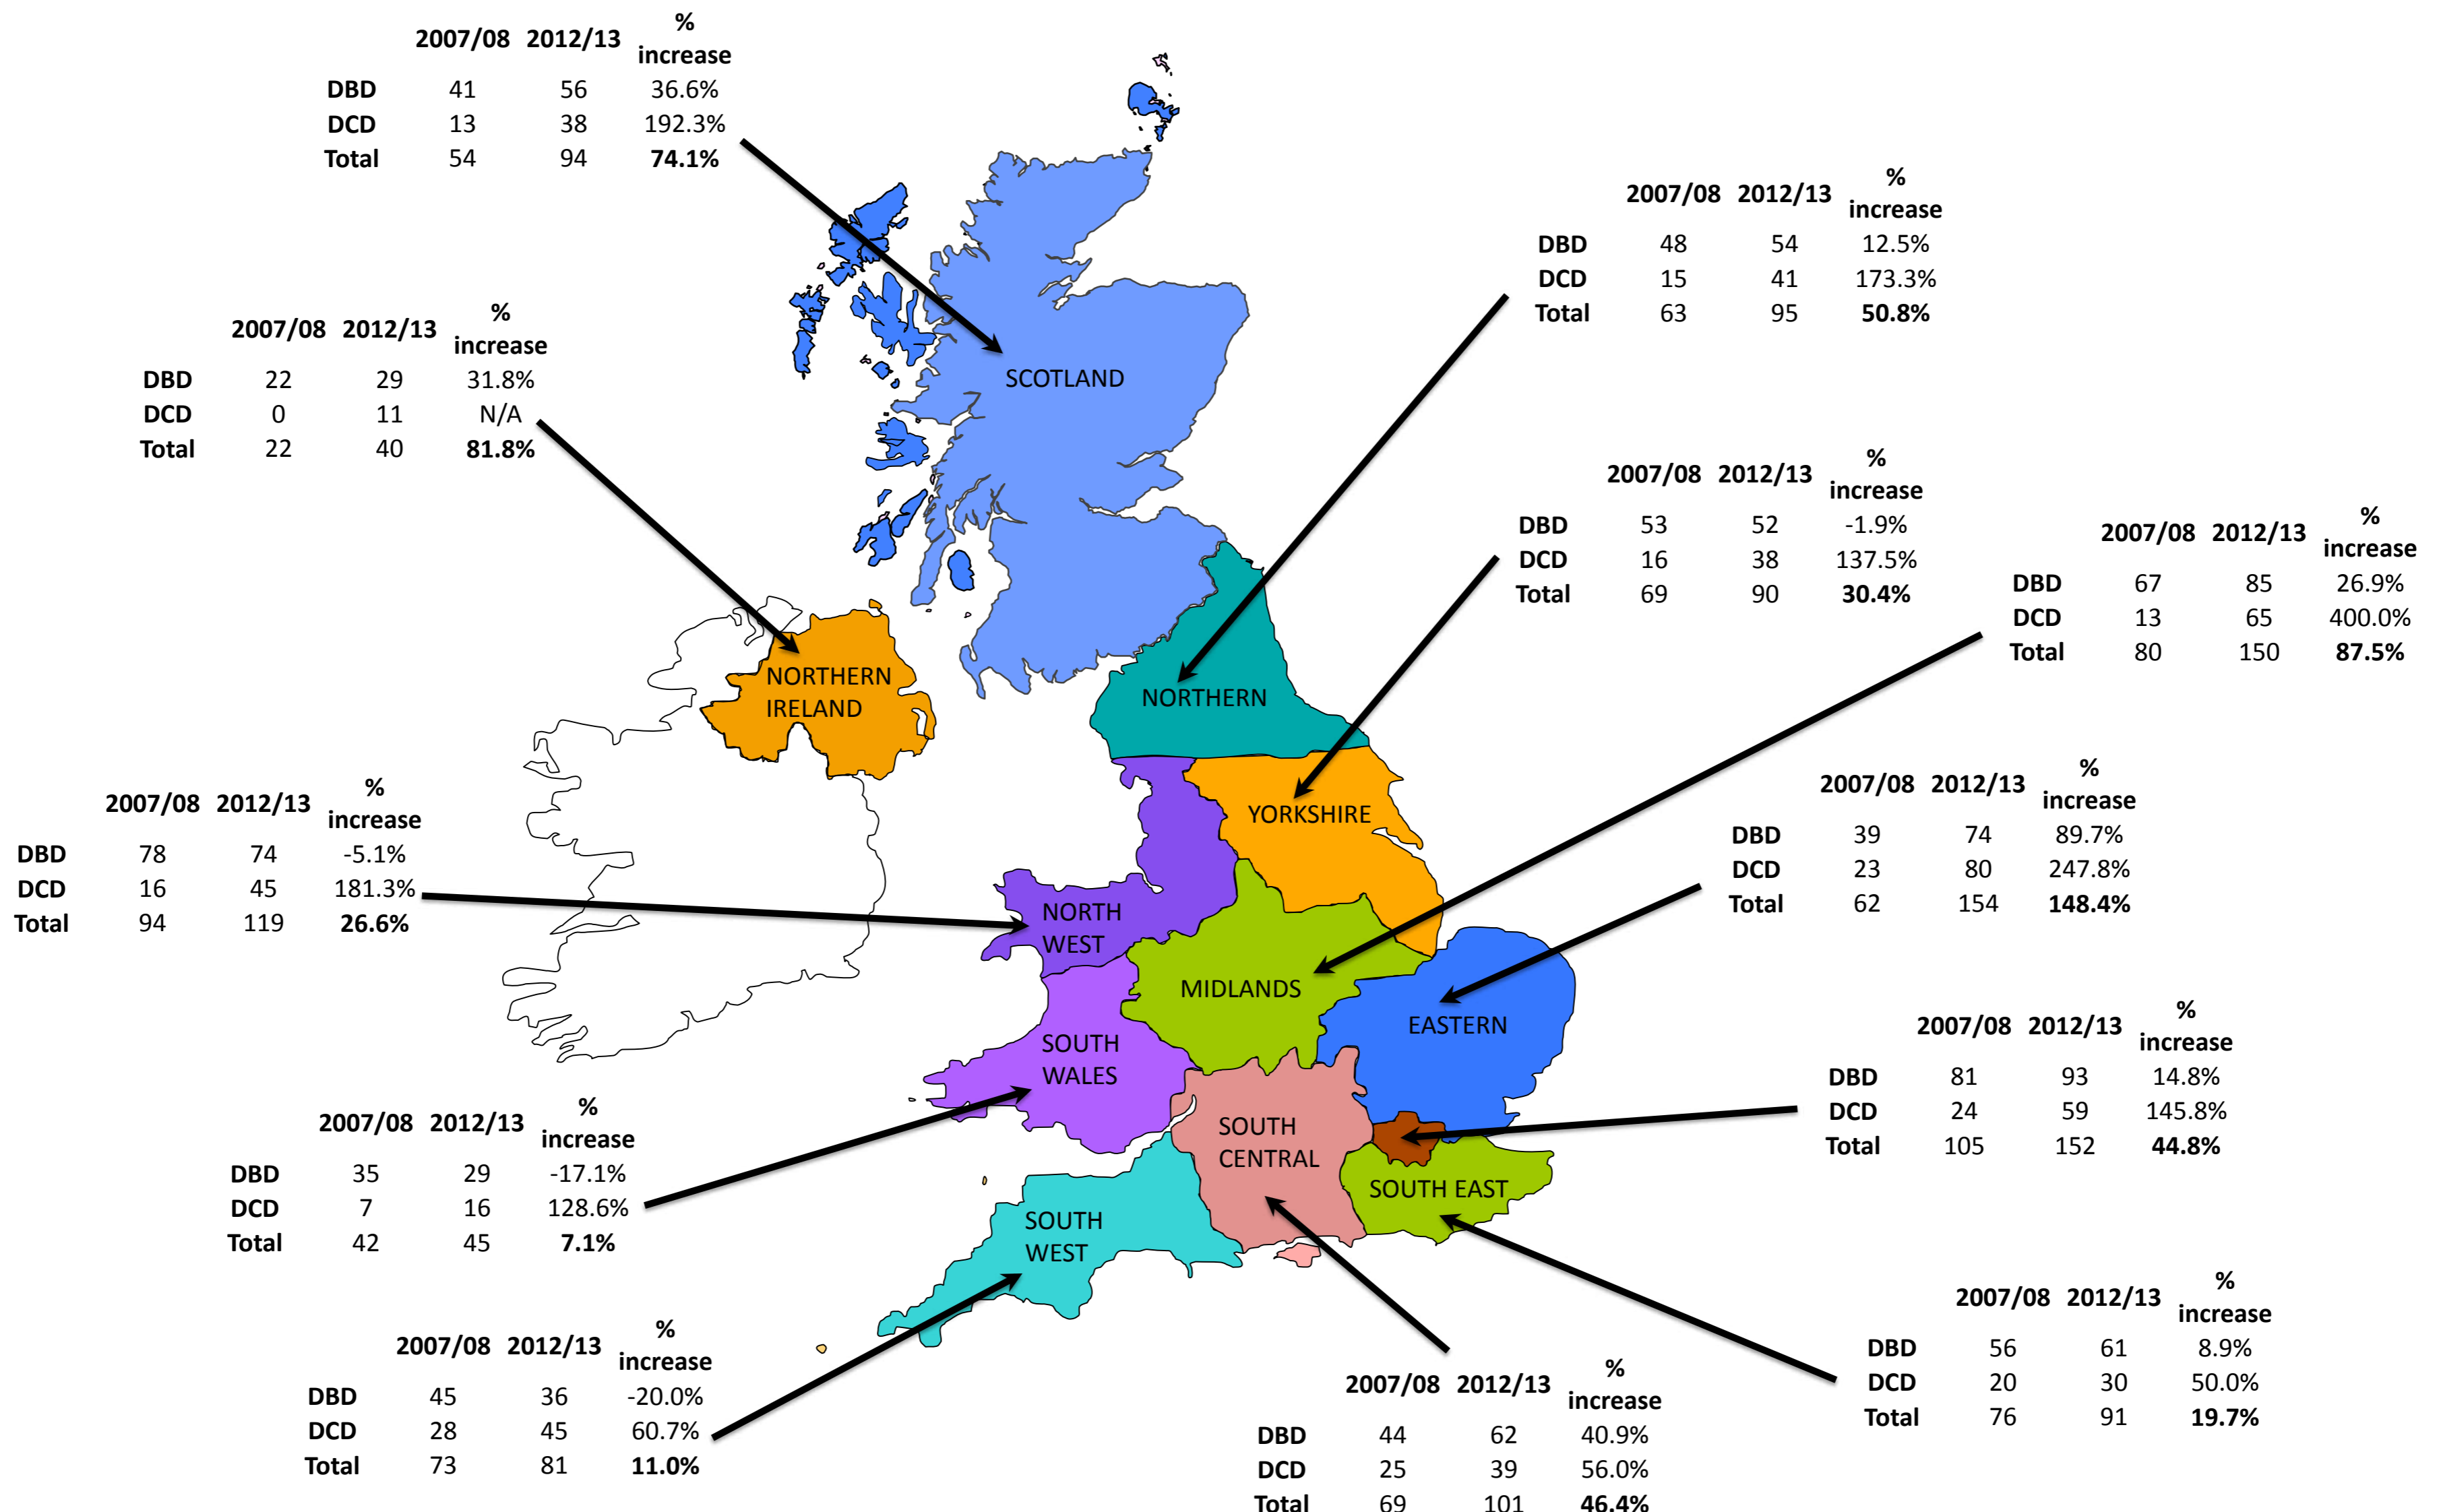 2007/08 2012/13 % increase
DBD 41 56 36.6%
DCD 13 38 192.3%
Total 54 94 74.1%
2007/08 2012/13 % increase
DBD 48 54 12.5%
DCD 15 41 173.3%
Total 63 95 50.8%
2007/08 2012/13 % increase
DBD 22 29 31.8%
DCD 0 11 N/A
Total 22 40 81.8%
SCOTLAND
2007/08 2012/13 % increase
DBD 53 52 -1.9%
DCD 16 38 137.5%
Total 69 90 30.4%
2007/08 2012/13 % increase
DBD 67 85 26.9%
DCD 13 65 400.0%
Total 80 150 87.5%
NORTHERN
IRELAND
NORTHERN
2007/08 2012/13 % increase
DBD 78 74 -5.1%
DCD 16 45 181.3%
Total 94 119 26.6%
YORKSHIRE
2007/08 2012/13 % increase
DBD 39 74 89.7%
DCD 23 80 247.8%
Total 62 154 148.4%
NORTH
WEST
MIDLANDS
EASTERN
SOUTH
WALES
2007/08 2012/13 % increase
DBD 81 93 14.8%
DCD 24 59 145.8%
Total 105 152 44.8%
2007/08 2012/13 % increase
DBD 35 29 -17.1%
DCD 7 16 128.6%
Total 42 45 7.1%
SOUTH
CENTRAL
SOUTH EAST
SOUTH
WEST
2007/08 2012/13 % increase
DBD 56 61 8.9%
DCD 20 30 50.0%
Total 76 91 19.7%
2007/08 2012/13 % increase
DBD 45 36 -20.0%
DCD 28 45 60.7%
Total 73 81 11.0%
2007/08 2012/13 % increase
DBD 44 62 40.9%
DCD 25 39 56.0%
Total 69 101 46.4%